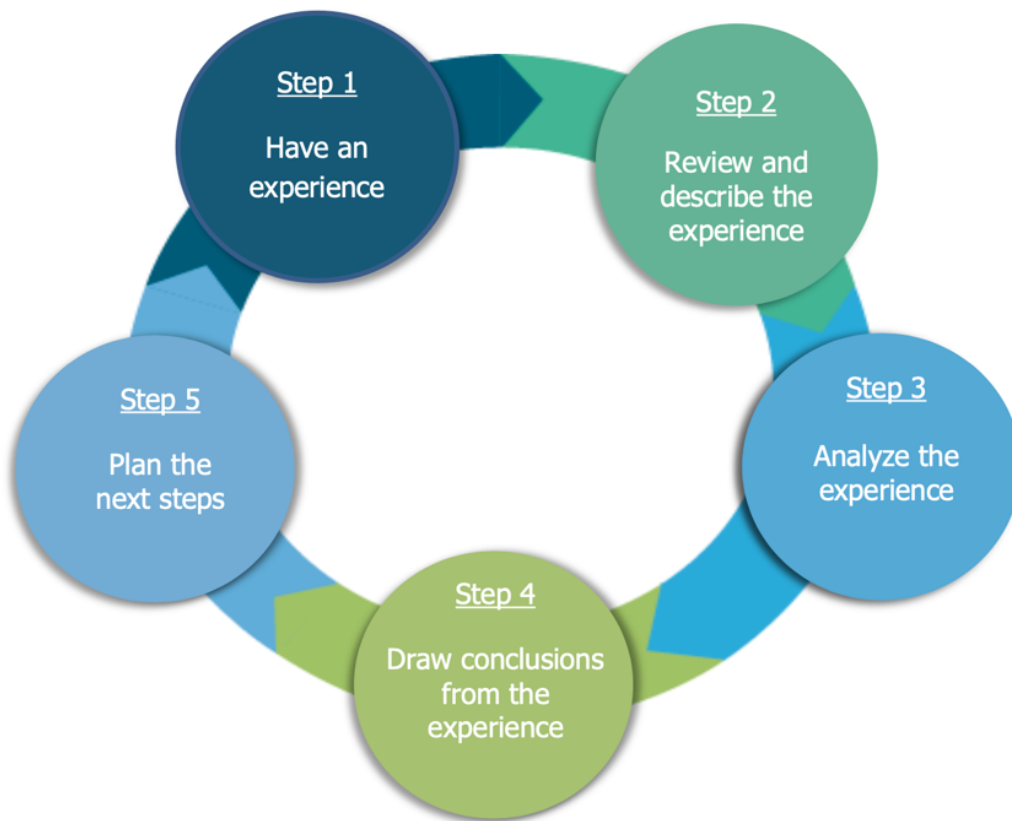 Step 1
Have an
experience
Step 2
Review and
describe the
experience
Step 3
Analyze the
experience
Step 4
Draw conclusions
from the
experience
Step 5
Plan the
next steps